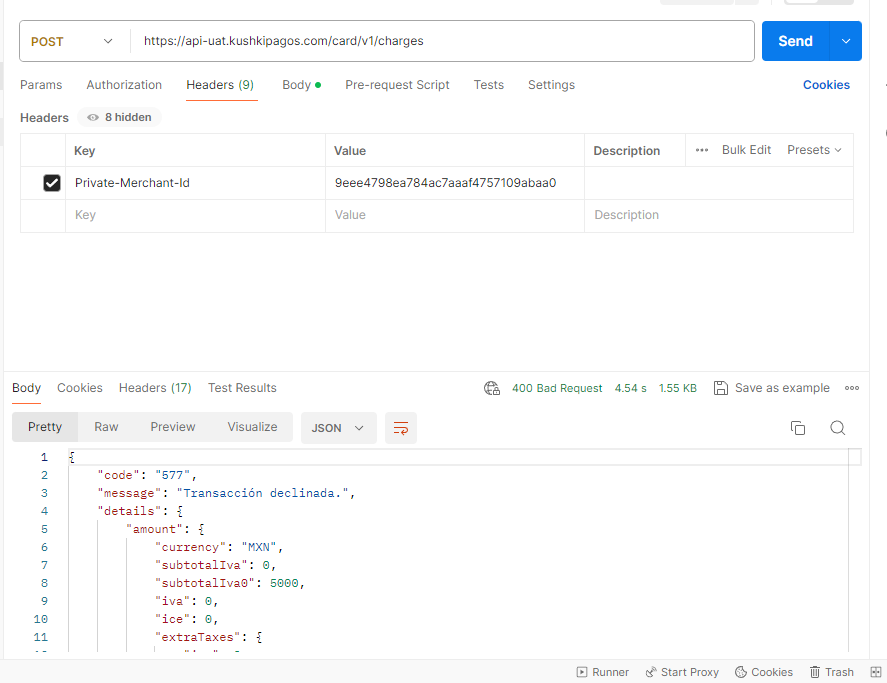 POST https://api-uat.kushkipagos.com/card/v1/charges Send
Params Authorization Headers (9) Body Pre-request Script Tests Settings Cookies
Headers 8 hidden
Key Value Description Bulk Edit Presets
Private-Merchant-Id 9eee4798ea784ac7aaaf4757109abaa0
Key Value Description
Body Cookies Headers (17) Test Results 400 Bad Request 4.54 s 1.55 KB Save as example
Pretty Raw Preview Visualize JSON
1 {
2 "code": "577",
3 "message": "Transacción declinada.",
4 "details": {
5 "amount": {
6 "currency": "MXN",
7 "subtotalIva": 0,
8 "subtotalIva0": 5000,
9 "iva": 0,
10 "ice": 0,
11 "extraTaxes": {
Runner Start Proxy Cookies Trash